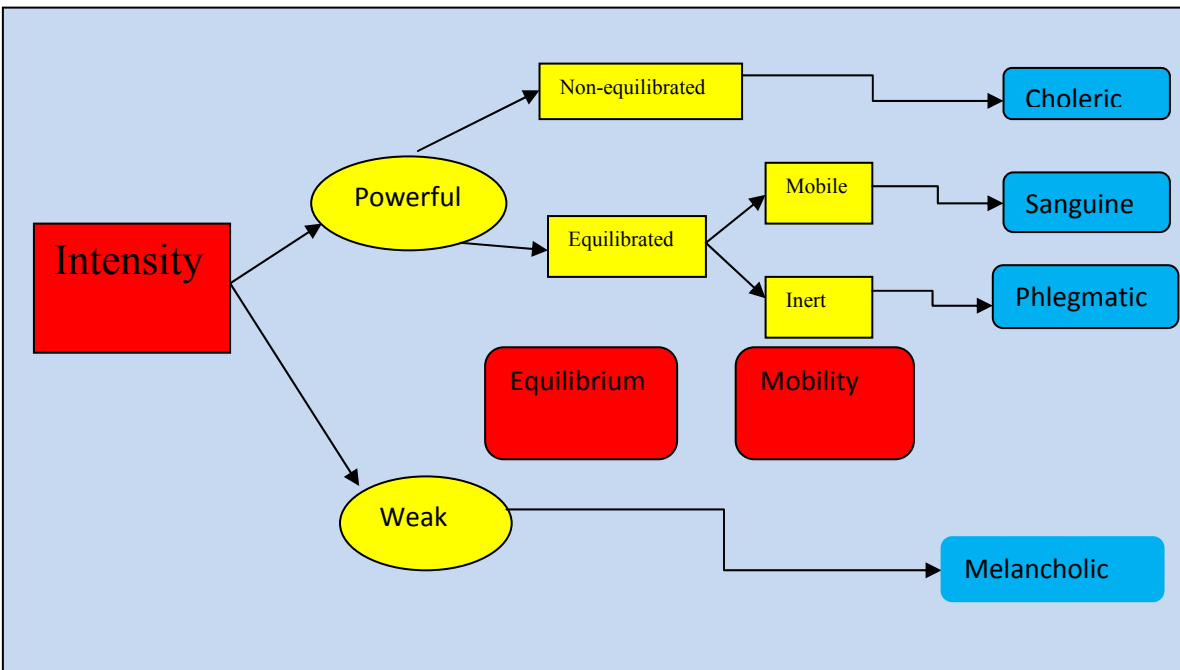 Non-equilibrated
Choleric
Powerful
Mobile
Sanguine
Intensity
Equilibrated
Inert
Phlegmatic
Equilibrium
Mobility
Weak
Melancholic